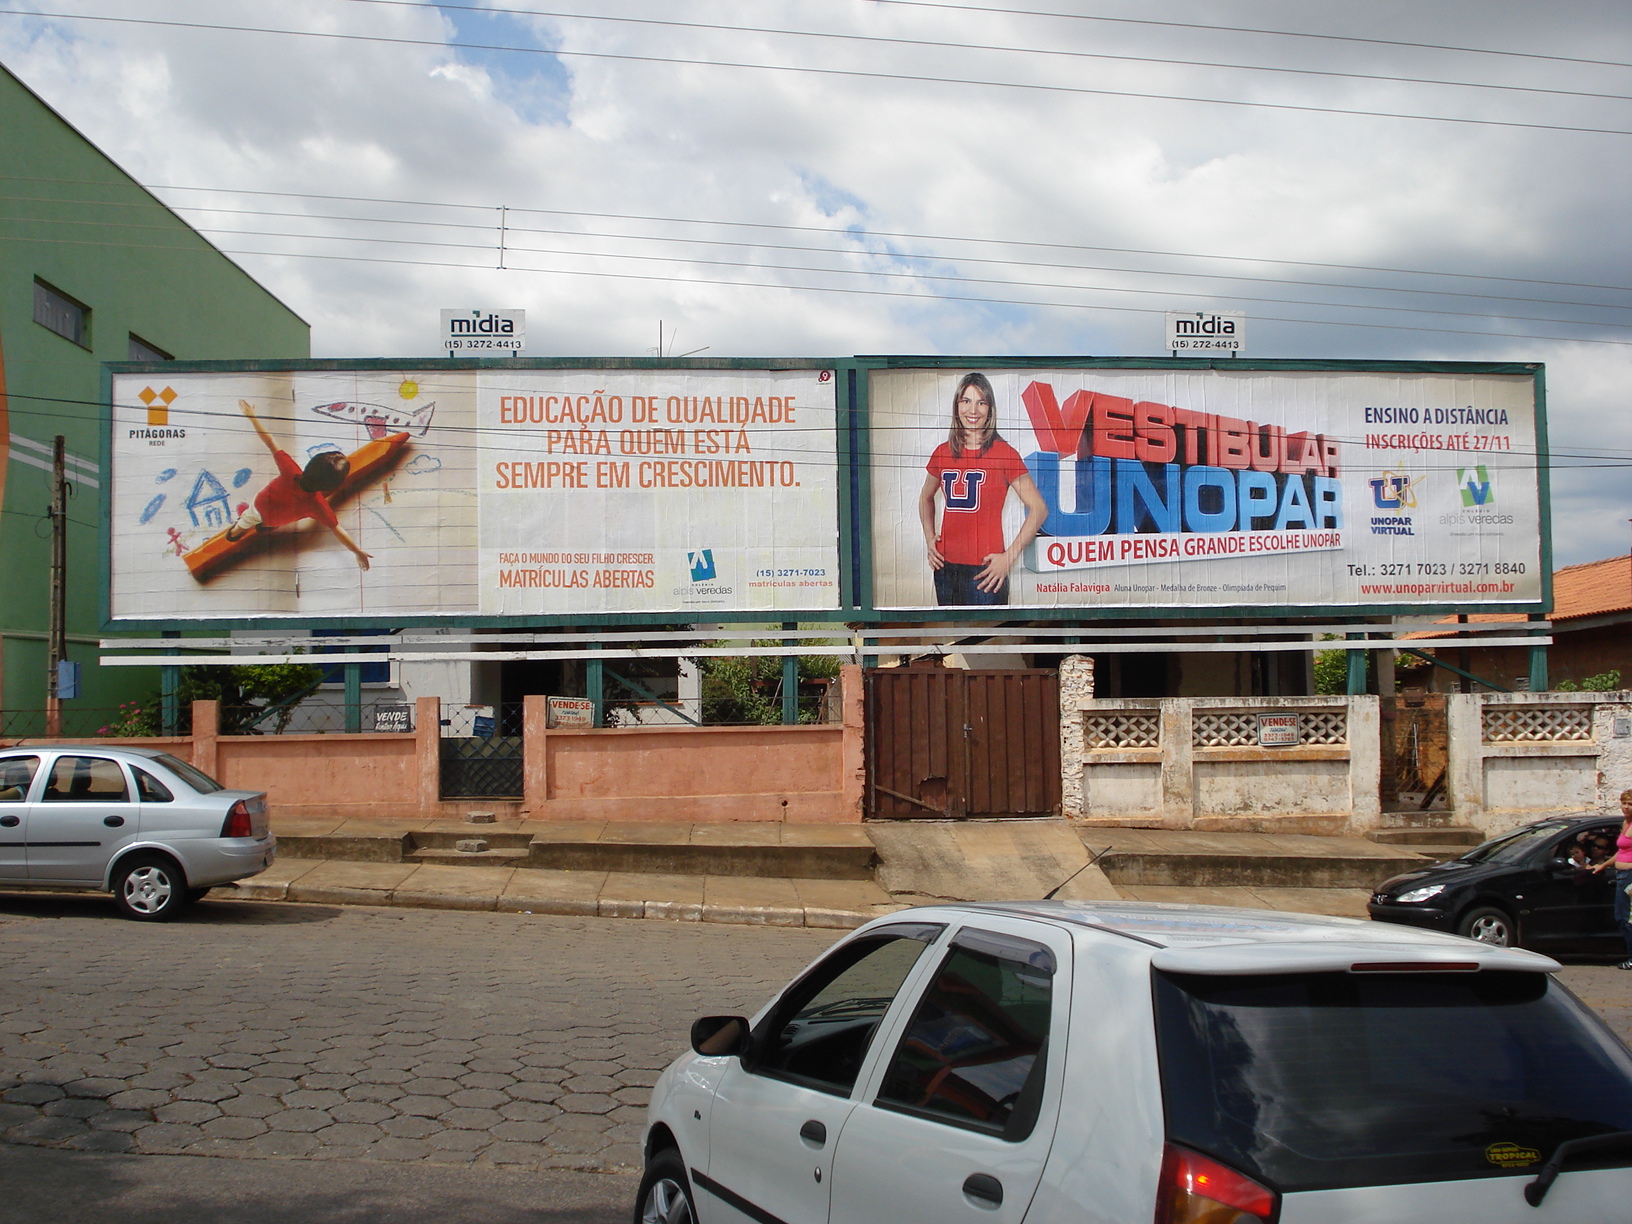 mídia
(15) 3272-4413
mídia
(15) 272-4413
PITÁGORAS
REDE
EDUCAÇÃO DE QUALIDADE
PARA QUEM ESTÁ
SEMPRE EM CRESCIMENTO.
FAÇA O MUNDO DO SEU FILHO CRESCER.
MATRÍCULAS ABERTAS
COLÉGIO
alpis veredas
(15) 3271-7023
matrículas abertas
U
VESTIBULAR
UNOPAR
QUEM PENSA GRANDE ESCOLHE UNOPAR
Natália Falavigna Aluna Unopar - Medalha de Bronze - Olimpíada de Pequim
ENSINO A DISTÂNCIA
INSCRIÇÕES ATÉ 27/11
U
UNOPAR
VIRTUAL
COLÉGIO
alpis veredas
Tel.: 3271 7023 / 3271 8840
www.unoparvirtual.com.br
VENDE
VENDE-SE
VENDE-SE
TROPICAL